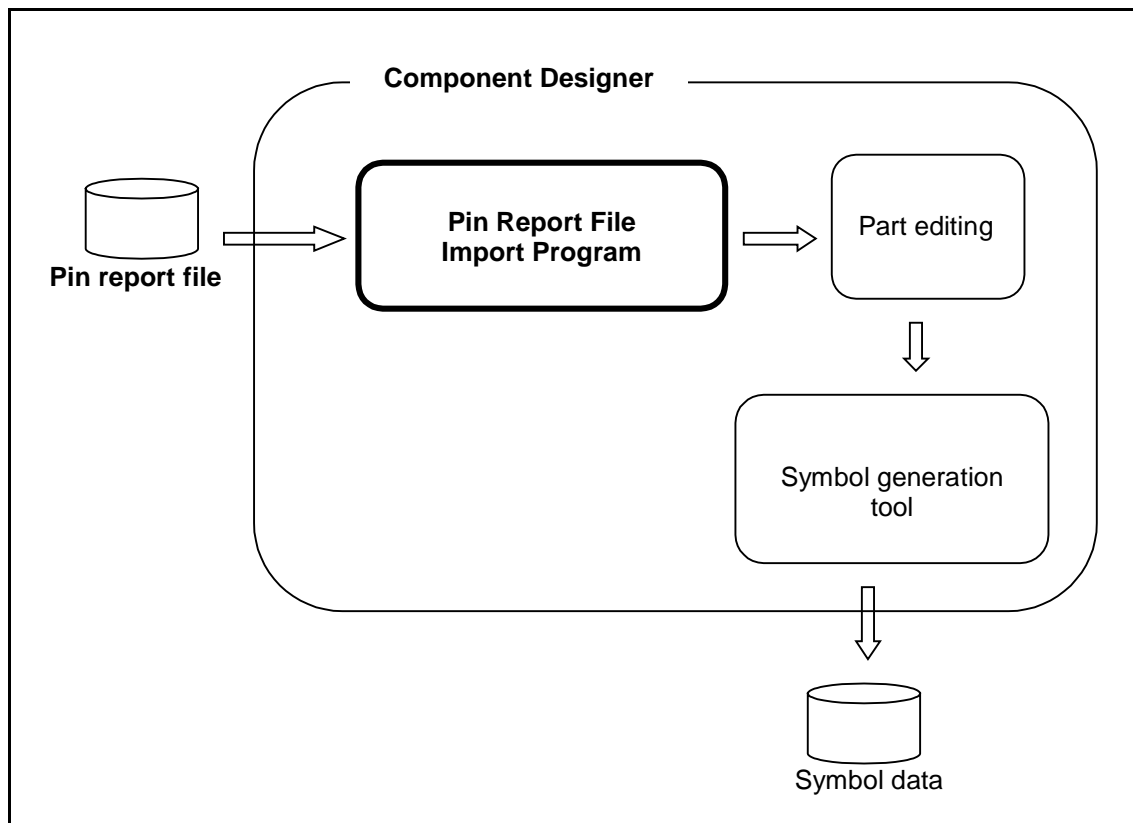 Component Designer
Pin Report File
Import Program
Part editing
Pin report file
Symbol generation
tool
Symbol data